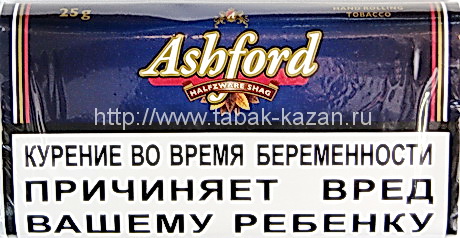 25g
HAND ROLLING
TOBACCO
Ashford
HALFZWARE SHAG
http://www.tabak-kazan.ru
КУРЕНИЕ ВО ВРЕМЯ БЕРЕМЕННОСТИ
ПРИЧИНЯЕТ ВРЕД
ВАШЕМУ РЕБЕНКУ